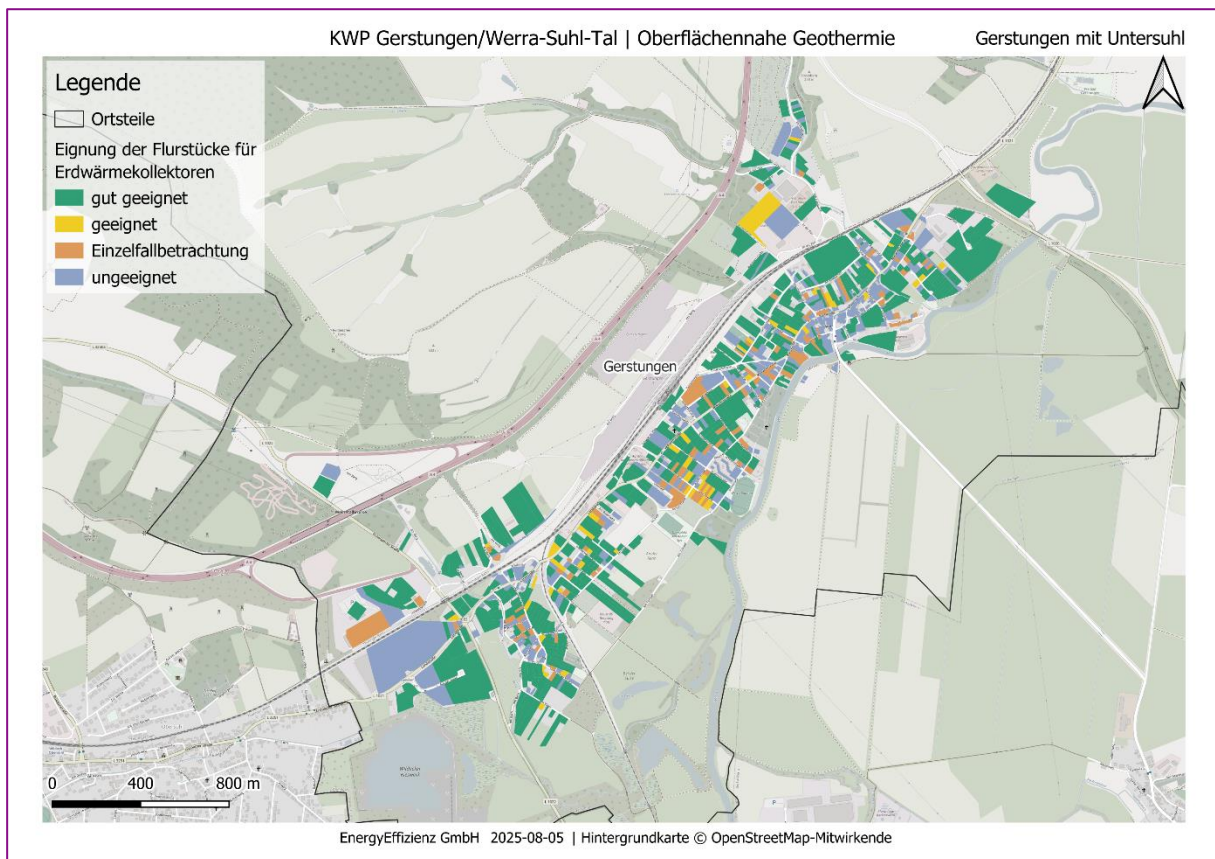 KWP Gerstungen/Werra-Suhl-Tal | Oberflächennahe Geothermie
Gerstungen mit Untersuhl
Legende
Ortsteile
Eignung der Flurstücke für
Erdwärmekollektoren
gut geeignet
geeignet
Einzelfallbetrachtung
ungeeignet
Gerstungen
0 400 800 m
EnergyEffizienz GmbH 2025-08-05 | Hintergrundkarte © OpenStreetMap-Mitwirkende